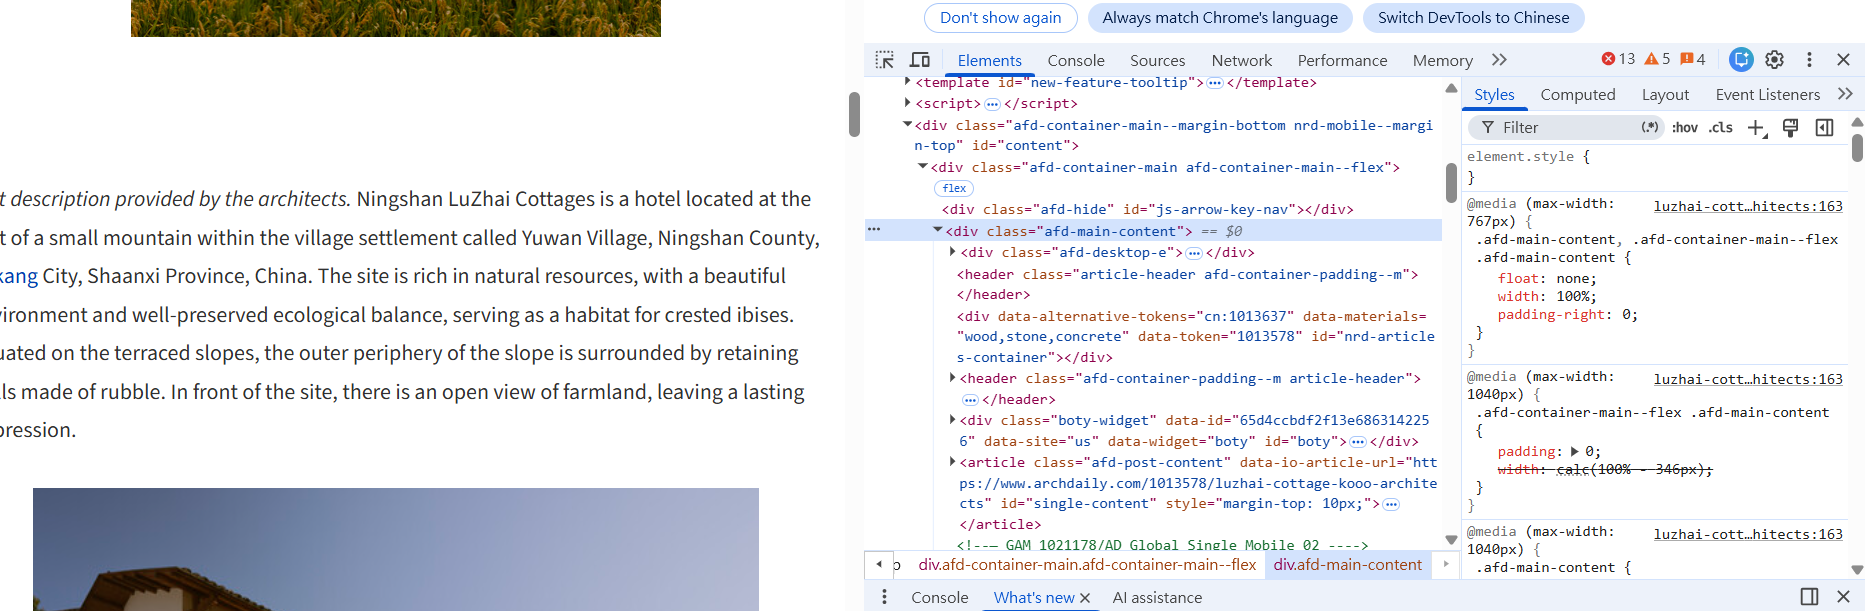 t description provided by the architects. Ningshan LuZhai Cottages is a hotel located at the
t of a small mountain within the village settlement called Yuwan Village, Ningshan County,
kang City, Shaanxi Province, China. The site is rich in natural resources, with a beautiful
vironment and well-preserved ecological balance, serving as a habitat for crested ibises.
uated on the terraced slopes, the outer periphery of the slope is surrounded by retaining
lls made of rubble. In front of the site, there is an open view of farmland, leaving a lasting
pression.
Don't show again Always match Chrome's language Switch DevTools to Chinese
Elements Console Sources Network Performance Memory 13 5 4
<template id="new-feature-tooltip"> </template>
<script> </script>
<div class="afd-container-main--margin-bottom nrd-mobile--margi
n-top" id="content">
<div class="afd-container-main afd-container-main--flex">
flex
<div class="afd-hide" id="js-arrow-key-nav"></div>
<div class="afd-main-content"> == $0
<div class="afd-desktop-e"> </div>
<header class="article-header afd-container-padding--m">
</header>
<div data-alternative-tokens="cn:1013637" data-materials=
"wood,stone,concrete" data-token="1013578" id="nrd-article
s-container"></div>
<header class="afd-container-padding--m article-header">
</header>
<div class="boty-widget" data-id="65d4ccbdf2f13e686314225
6" data-site="us" data-widget="boty" id="boty"> </div>
<article class="afd-post-content" data-io-article-url="htt
ps://www.archdaily.com/1013578/luzhai-cottage-kooo-archite
cts" id="single-content" style="margin-top: 10px;">
</article>
<!--— GAM 1021178/AD Global Single Mobile 02 ---->
p div.afd-container-main.afd-container-main--flex div.afd-main-content
Console What's new AI assistance
Styles Computed Layout Event Listeners
Filter (.*) :hov .cls
element.style {
}
@media (max-width: luzhai-cott…hitects:163
767px) {
.afd-main-content, .afd-container-main--flex
.afd-main-content {
float: none;
width: 100%;
padding-right: 0;
}
}
@media (max-width: luzhai-cott…hitects:163
1040px) {
.afd-container-main--flex .afd-main-content
{
padding: 0;
width: calc(100% - 346px);
}
}
@media (max-width: luzhai-cott…hitects:163
1040px) {
.afd-main-content {